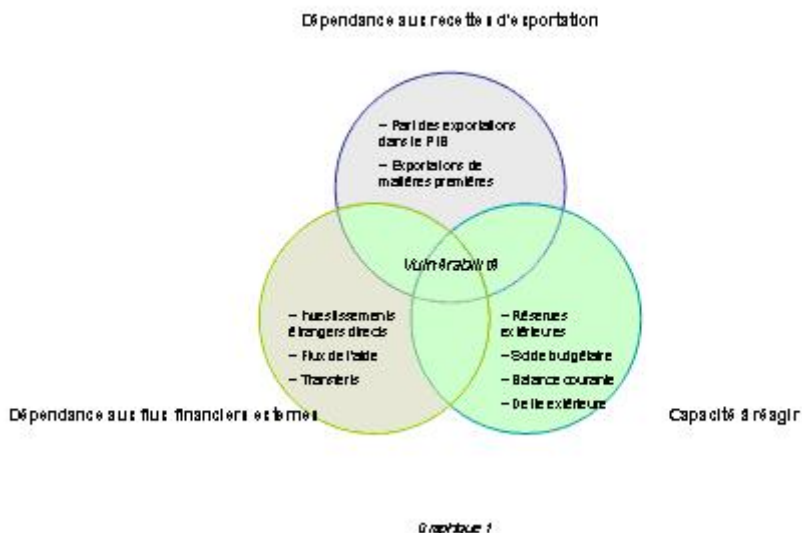 Dépendance aux recettes d'exportation
– Part des exportations
dans le PIB
– Exportations de
matières premières
Vulnérabilité
– Investissements
étrangers directs
– Flux de l'aide
– Transferts
– Réserves
extérieures
– Solde budgétaire
– Balance courante
– Dette extérieure
Dépendance aux flux financiers externes
Capacité à réagir
Graphique 1